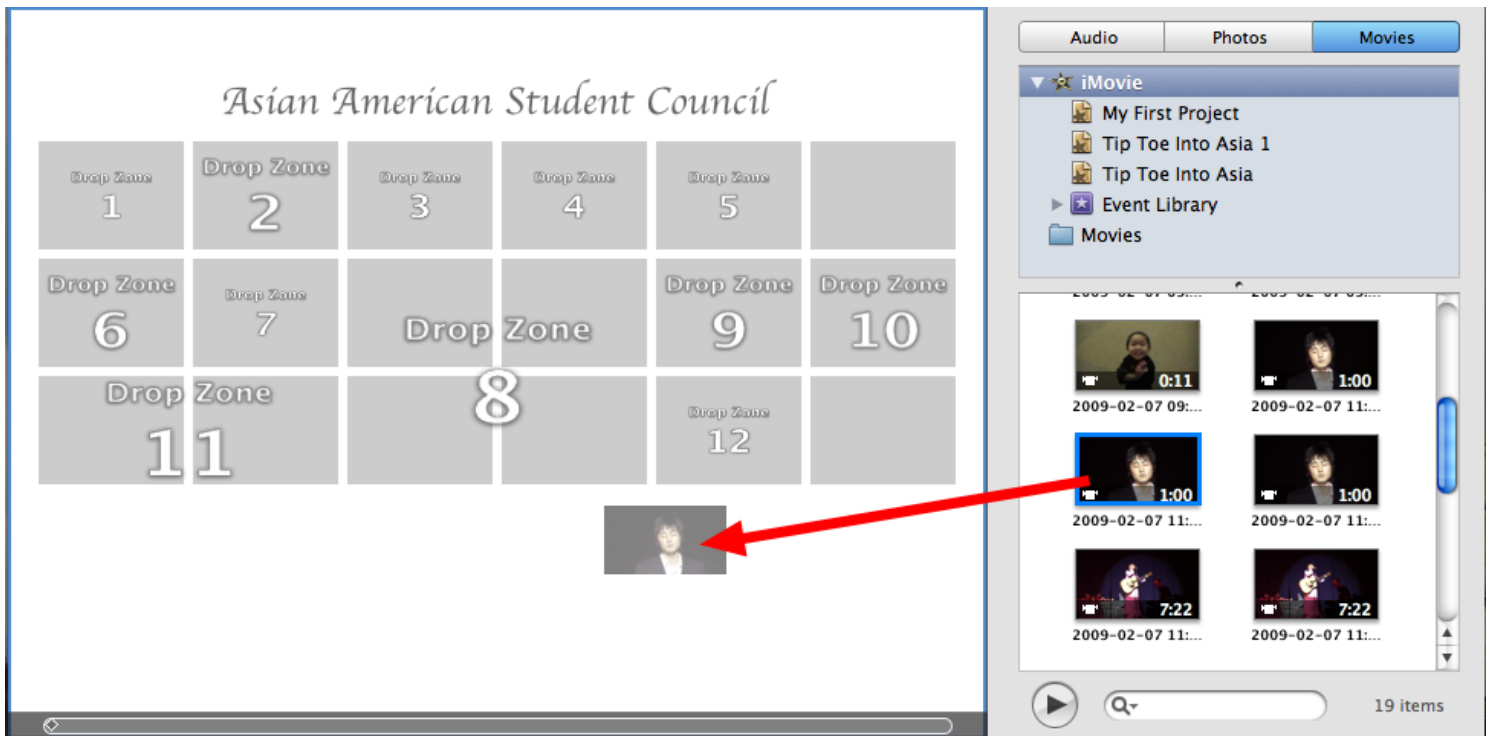 Asian American Student Council
Drop Zone
1
Drop Zone
2
Drop Zone
3
Drop Zone
4
Drop Zone
5
Drop Zone
6
Drop Zone
7
Drop Zone
8
Drop Zone
9
Drop Zone
10
Drop Zone
11
Drop Zone
12
Audio Photos Movies
iMovie
My First Project
Tip Toe Into Asia 1
Tip Toe Into Asia
Event Library
Movies
0:11 1:00
2009-02-07 09:... 2009-02-07 11:...
1:00 1:00
2009-02-07 11:... 2009-02-07 11:...
7:22 7:22
2009-02-07 11:... 2009-02-07 11:...
19 items